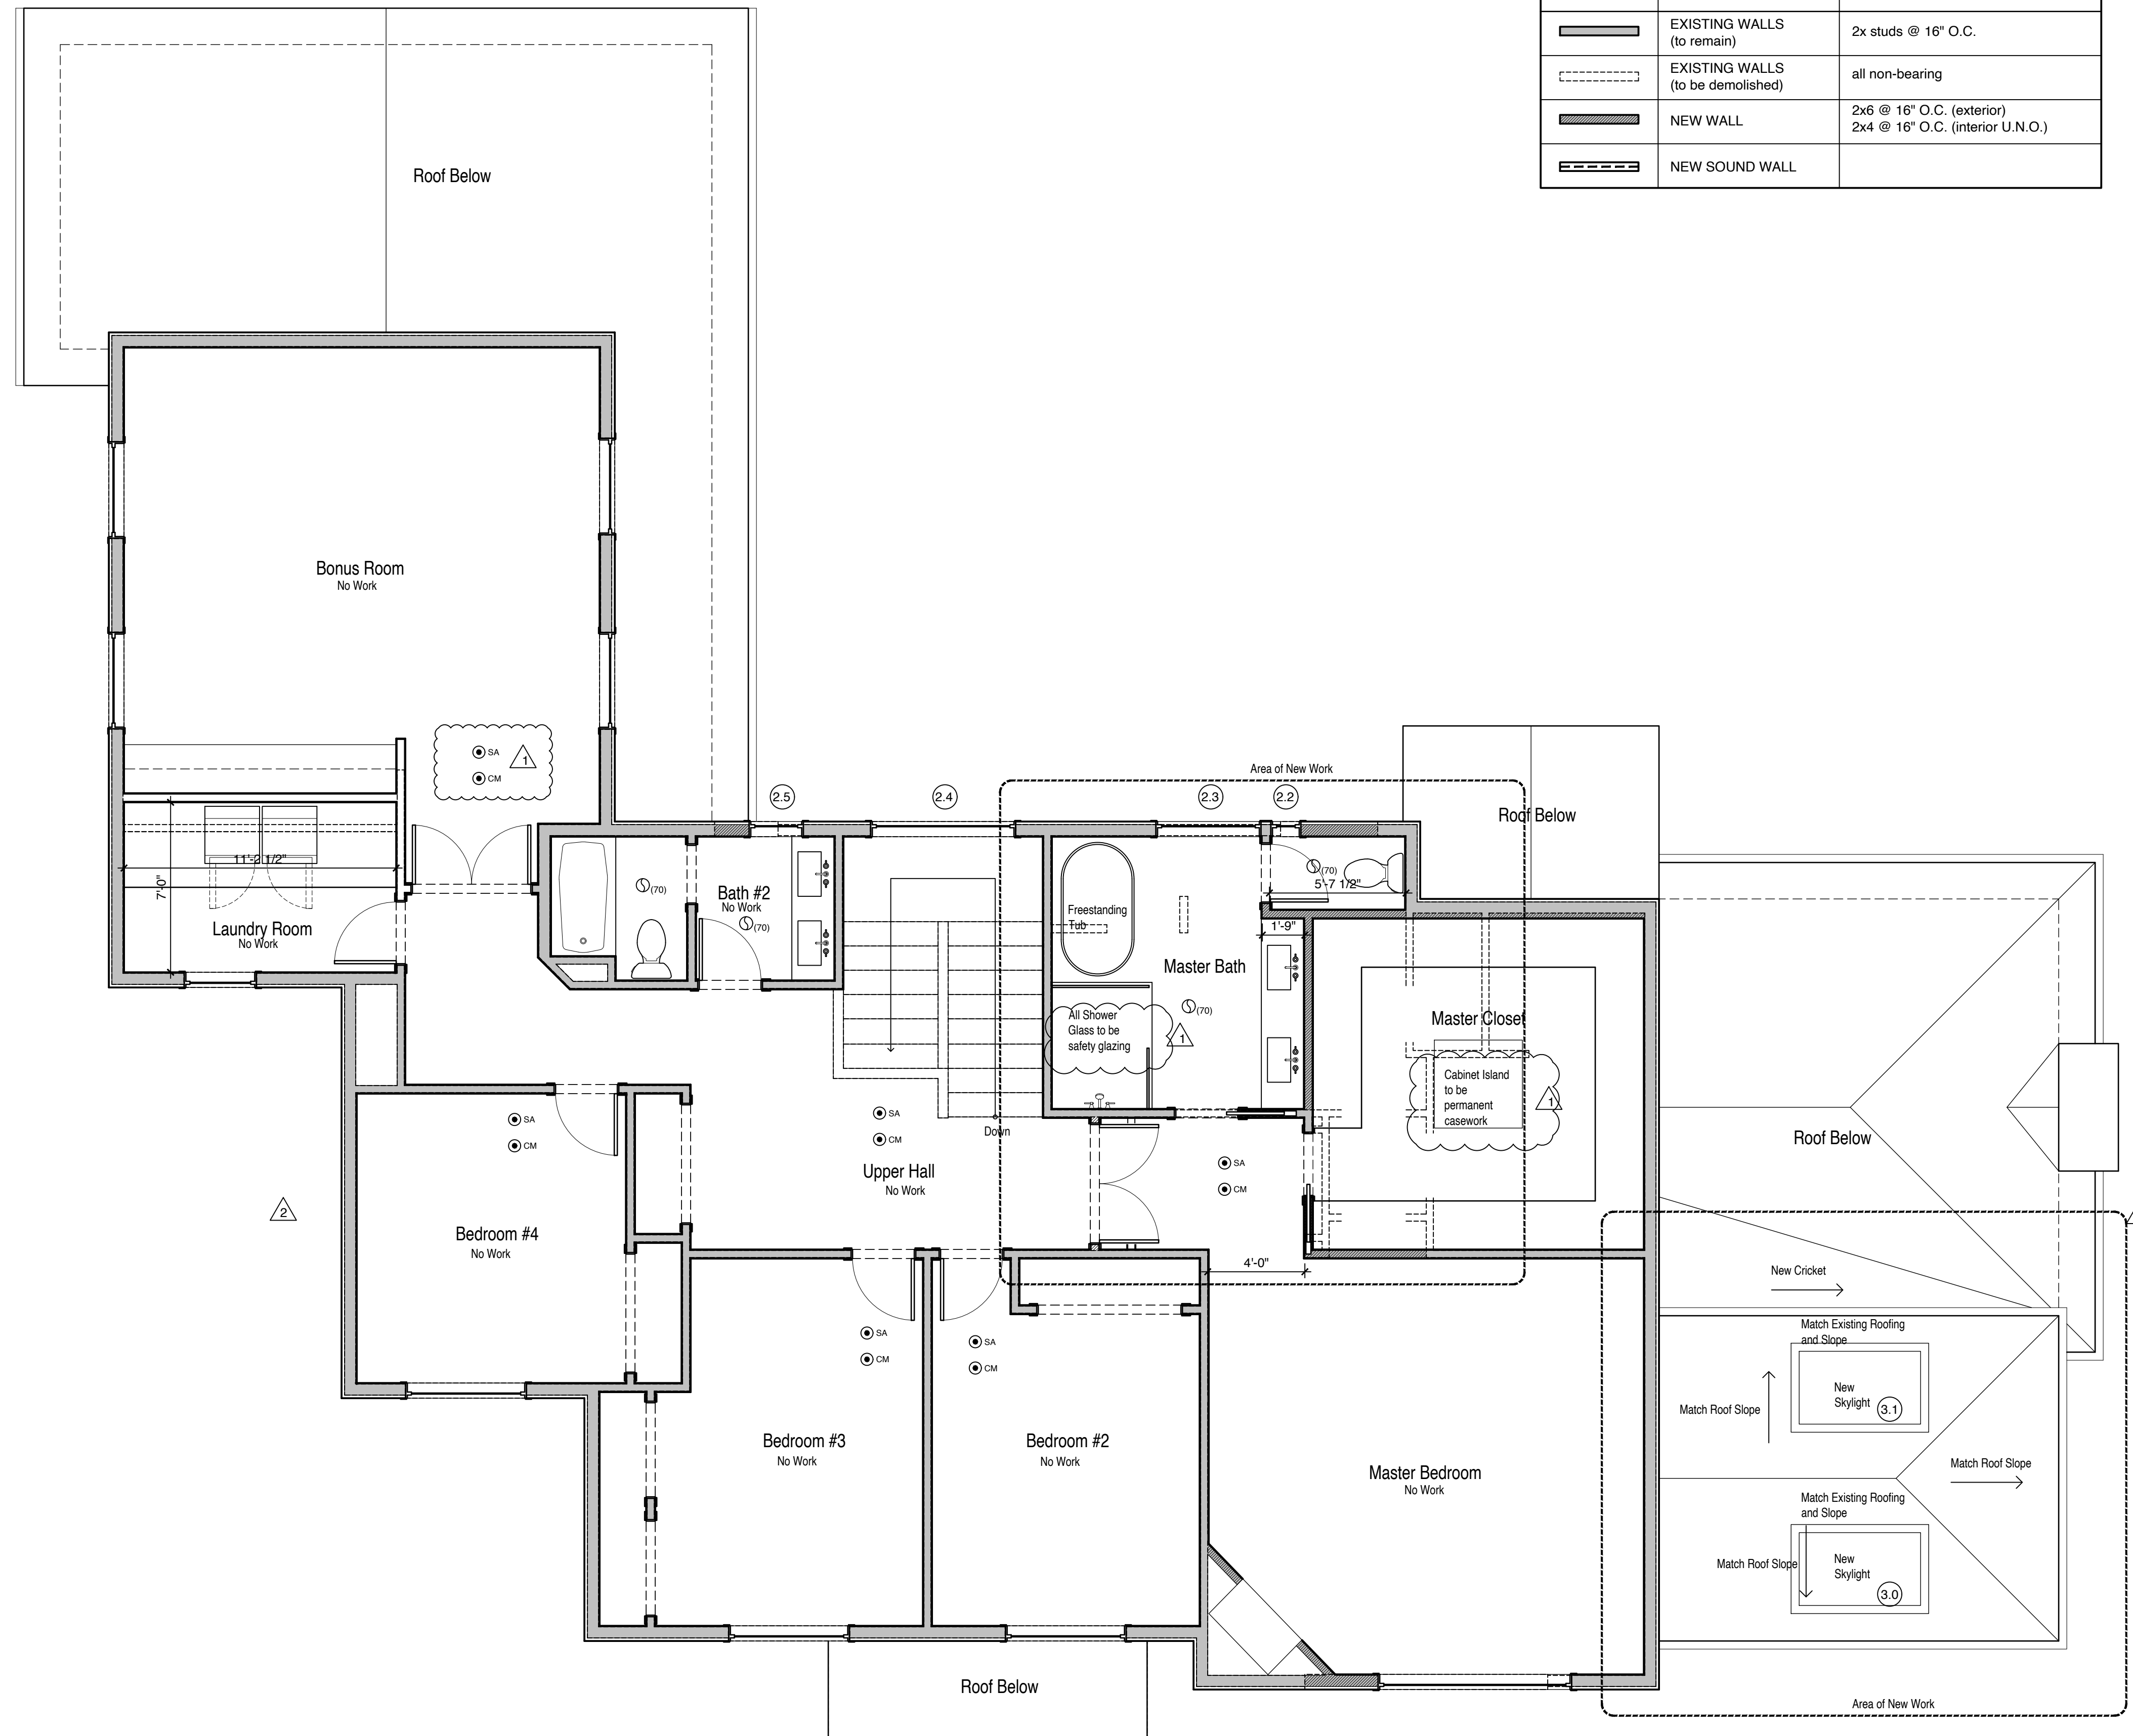 EXISTING WALLS
(to remain)
2x studs @ 16" O.C.
EXISTING WALLS
(to be demolished)
all non-bearing
NEW WALL
2x6 @ 16" O.C. (exterior)
2x4 @ 16" O.C. (interior U.N.O.)
NEW SOUND WALL
Roof Below
Bonus Room
No Work
SA
CM
1
11'-2 1/2"
7'-0"
Laundry Room
No Work
2.5
2.4
2.3
2.2
Area of New Work
Roof Below
(70)
Bath #2
No Work
(70)
Freestanding
Tub
(70)
5'-7 1/2"
1'-9"
Master Bath
(70)
All Shower
Glass to be
safety glazing
1
Master Closet
Cabinet Island
to be
permanent
casework
1
Roof Below
SA
CM
Down
SA
CM
Upper Hall
No Work
SA
CM
2
Bedroom #4
No Work
4'-0"
New Cricket
SA
CM
SA
CM
Match Existing Roofing
and Slope
New
Skylight
3.1
Match Roof Slope
Bedroom #3
No Work
Bedroom #2
No Work
Master Bedroom
No Work
Match Roof Slope
Match Existing Roofing
and Slope
New
Skylight
3.0
Match Roof Slope
Roof Below
Area of New Work